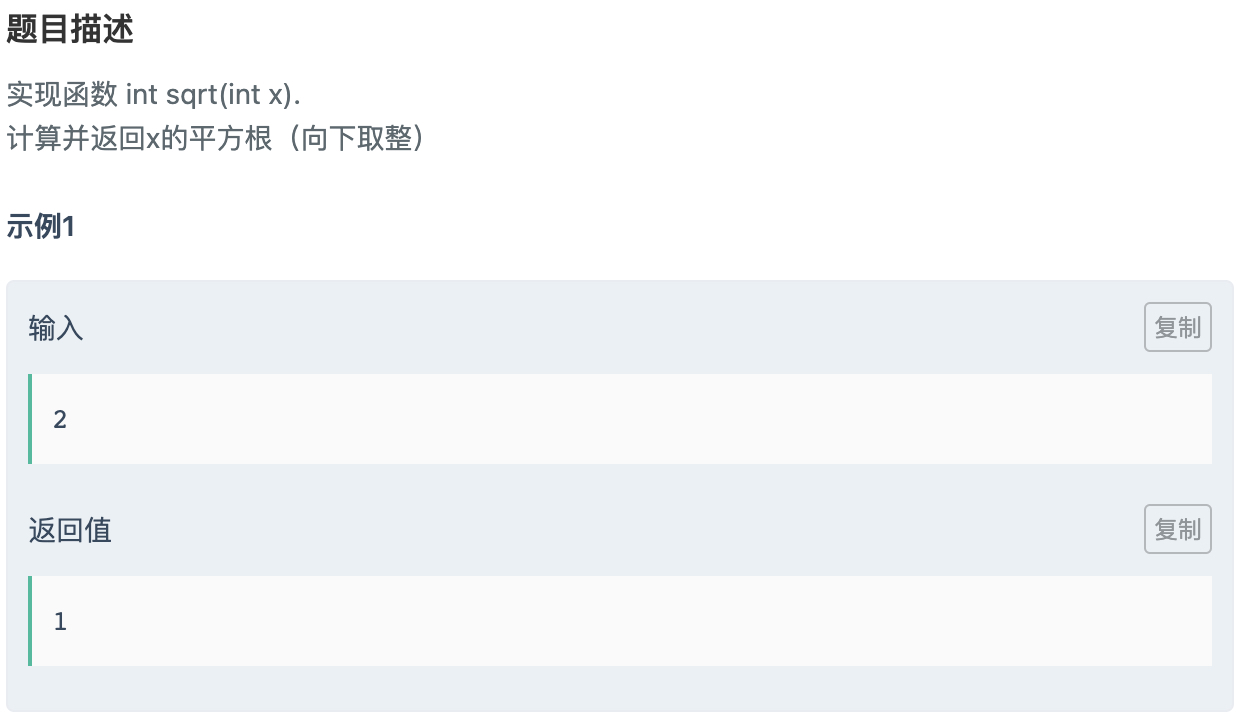 题目描述
实现函数 int sqrt(int x).
计算并返回x的平方根（向下取整）
示例1
输入
复制
2
返回值
复制
1